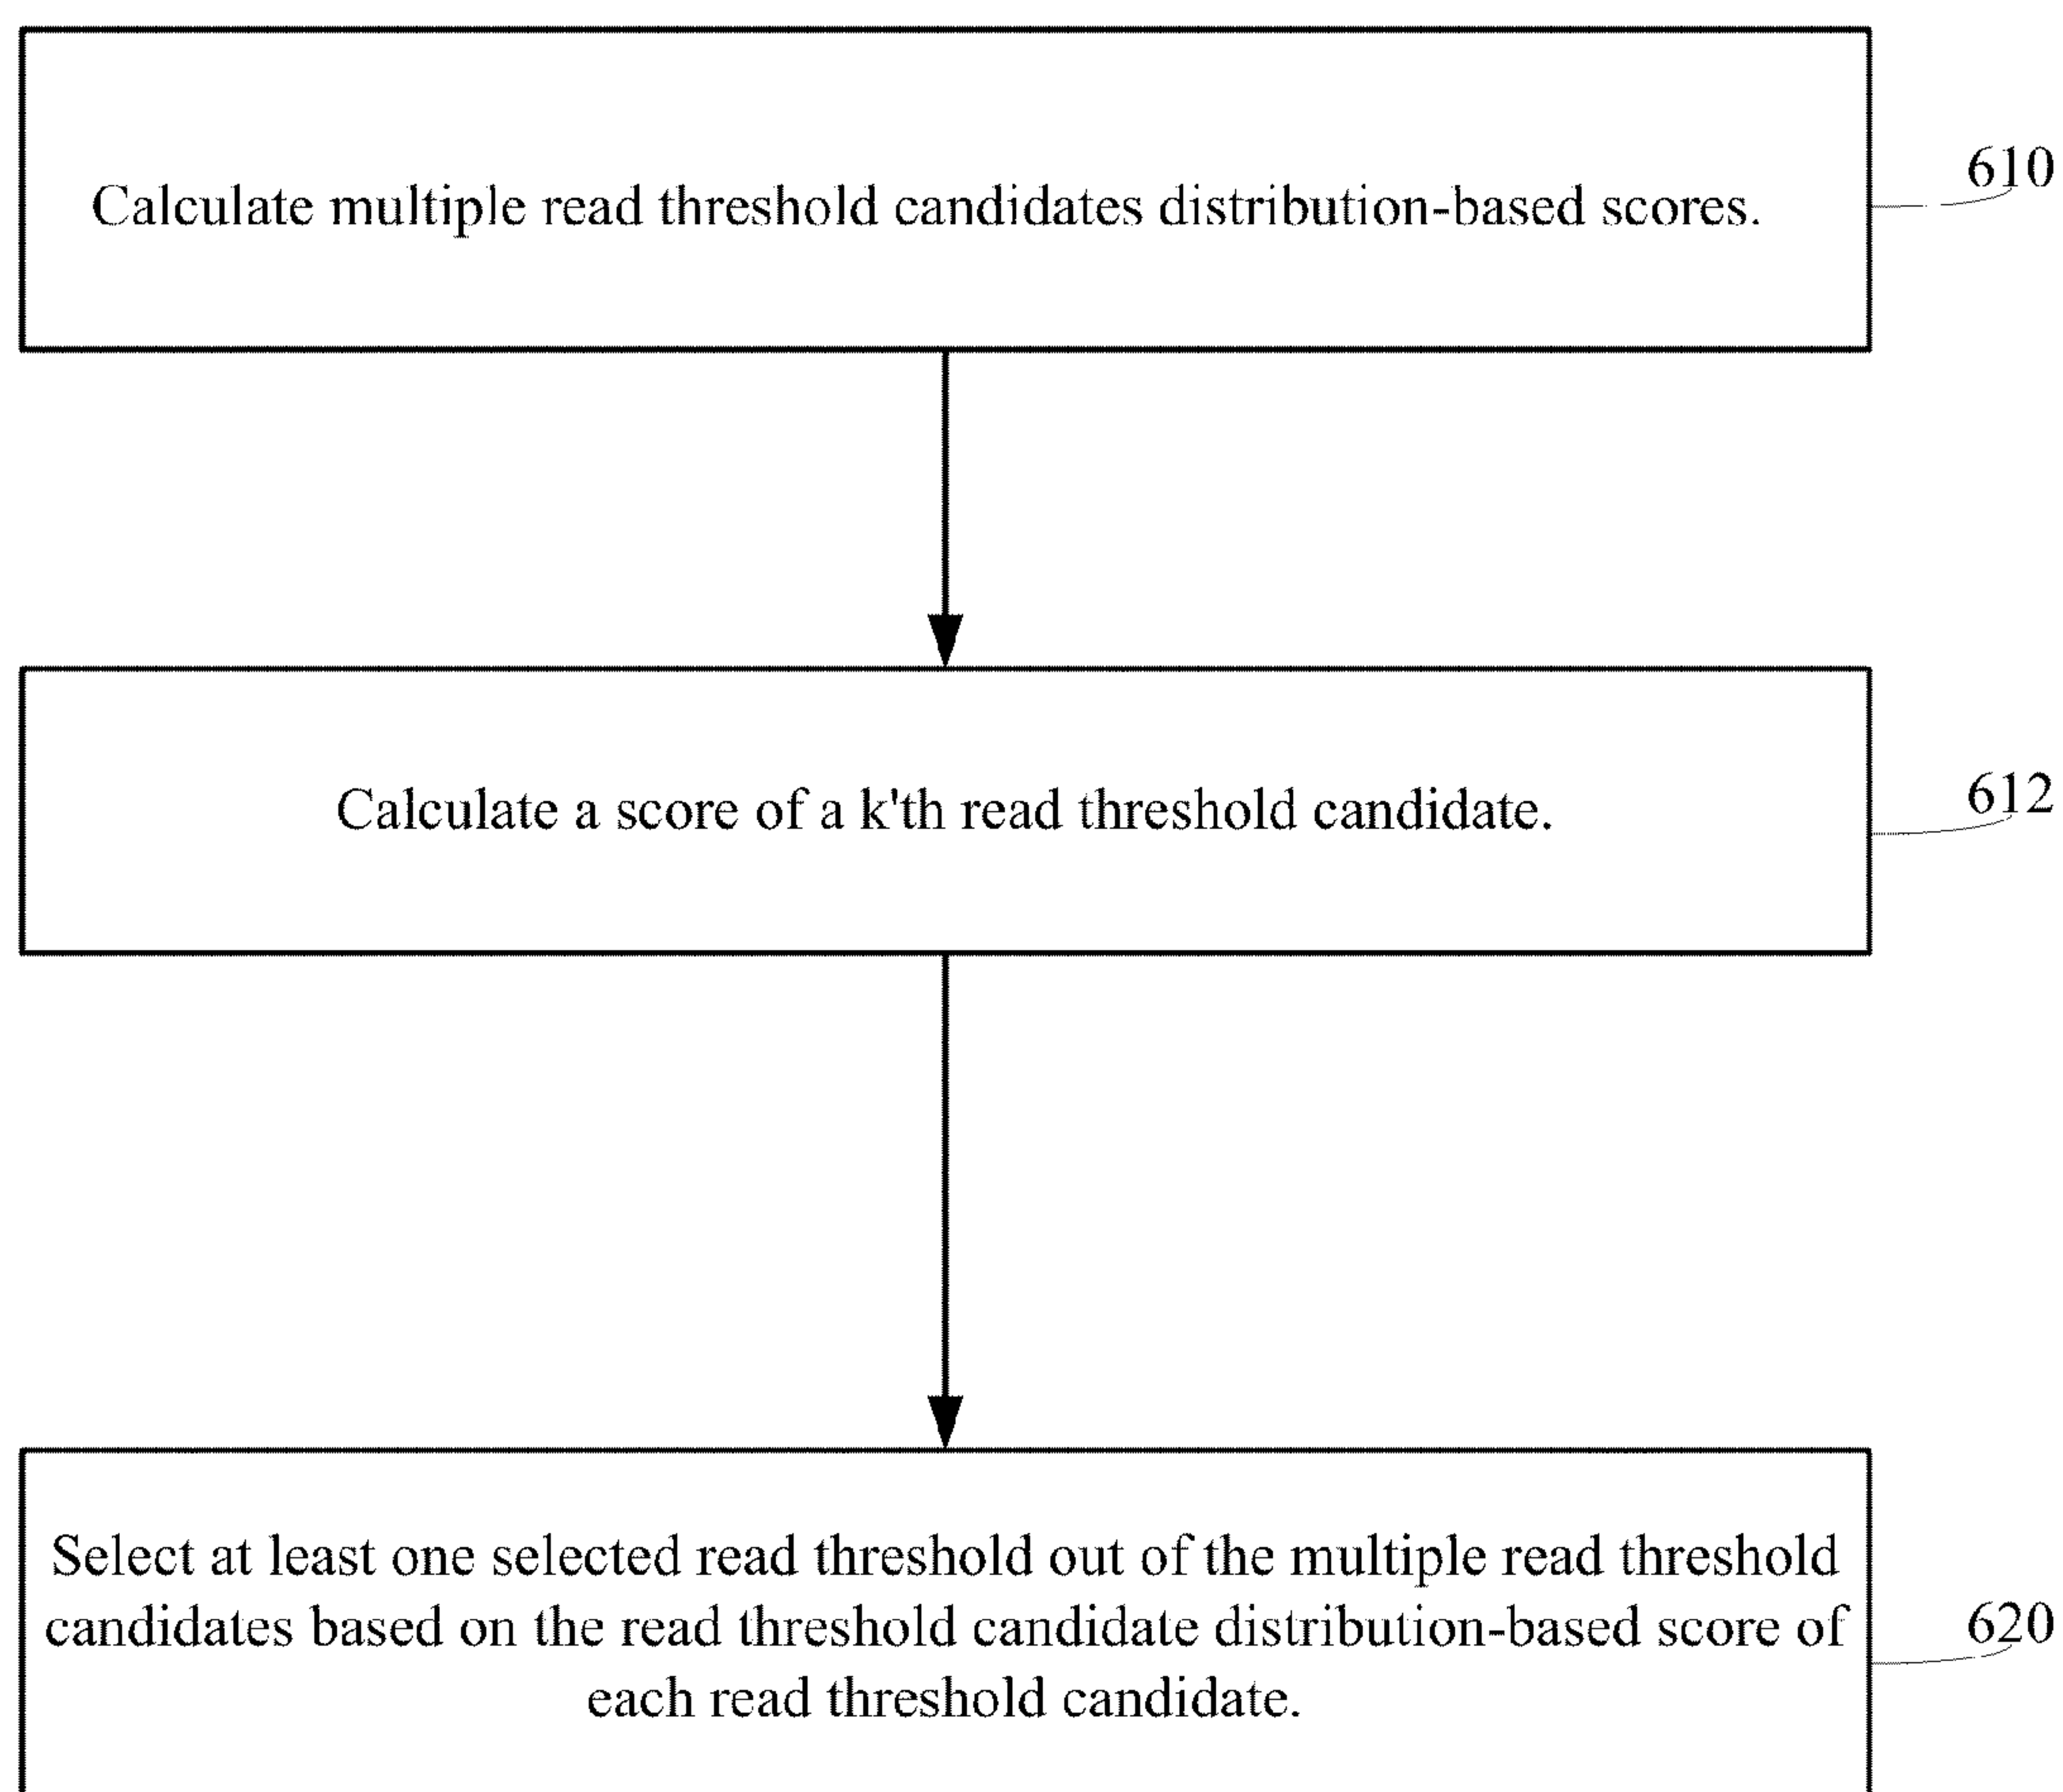 Calculate multiple read threshold candidates distribution-based scores.
610
Calculate a score of a k'th read threshold candidate.
612
Select at least one selected read threshold out of the multiple read threshold
candidates based on the read threshold candidate distribution-based score of
each read threshold candidate.
620